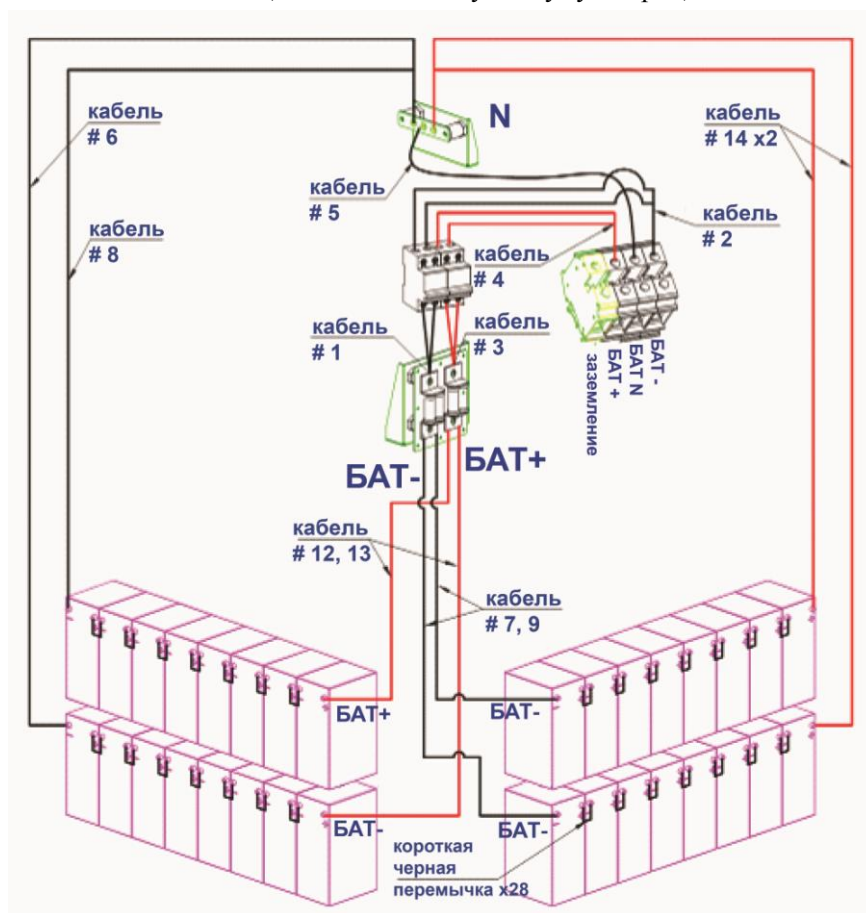 кабель
# 6
N
кабель
# 14 x2
кабель
# 5
кабель
# 2
кабель
# 8
кабель
# 4
кабель
# 1
кабель
# 3
заземление
БАТ +
БАТ N
БАТ -
БАТ-
БАТ+
кабель
# 12, 13
кабель
# 7, 9
БАТ+
БАТ-
БАТ-
БАТ-
короткая
черная
перемычка x28